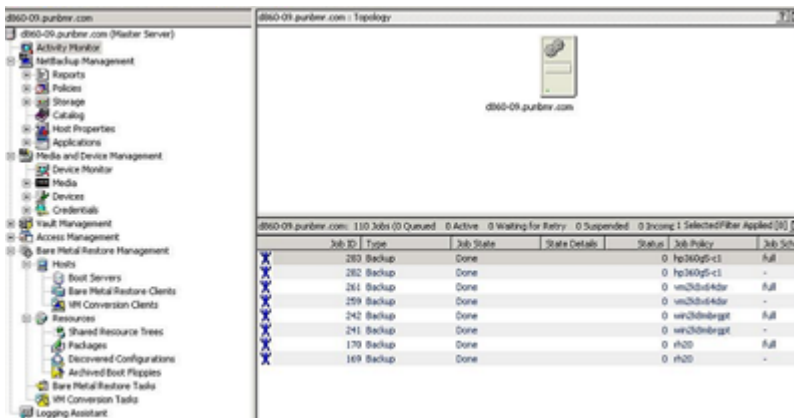 d860-09.punbmr.com
d860-09.punbmr.com (Master Server)
Activity Monitor
NetBackup Management
Reports
Policies
Storage
Catalog
Host Properties
Applications
Media and Device Management
Device Monitor
Media
Devices
Credentials
Vault Management
Access Management
Bare Metal Restore Management
Hosts
Boot Servers
Bare Metal Restore Clients
VM Conversion Clients
Resources
Shared Resource Trees
Packages
Discovered Configurations
Archived Boot Floppies
Bare Metal Restore Tasks
VM Conversion Tasks
Logging Assistant
d860-09.punbmr.com : Topology
d860-09.punbmr.com
d860-09.punbmr.com: 110 Jobs (0 Queued 0 Active 0 Waiting for Retry 0 Suspended 0 Incomp 1 Selected Filter Applied [0]
Job ID Type Job State State Details Status Job Policy Job Sch
283 Backup Done 0 hp360g5-c1 Full
282 Backup Done 0 hp360g5-c1 -
261 Backup Done 0 Full
259 Backup Done 0 -
242 Backup Done 0 Full
241 Backup Done 0 -
170 Backup Done 0 rh20 Full
169 Backup Done 0 rh20 -